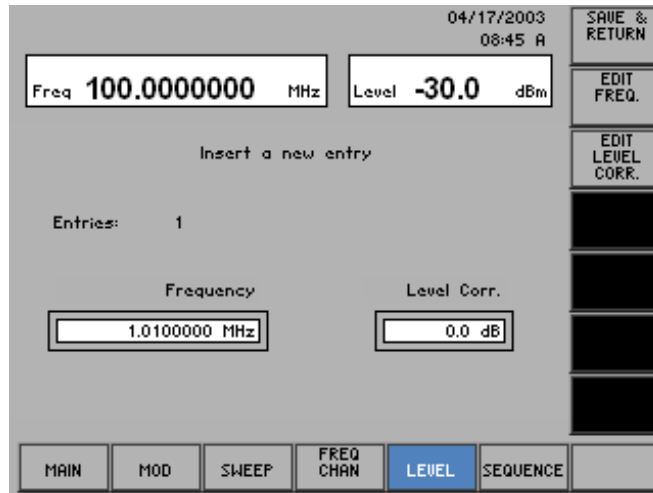 04/17/2003
08:45 A
Freq 100.0000000 MHz
Level -30.0 dBm
Insert a new entry
Entries: 1
Frequency
1.0100000 MHz
Level Corr.
0.0 dB
SAVE &
RETURN
EDIT
FREQ.
EDIT
LEVEL
CORR.
MAIN
MOD
SWEEP
FREQ
CHAN
LEVEL
SEQUENCE